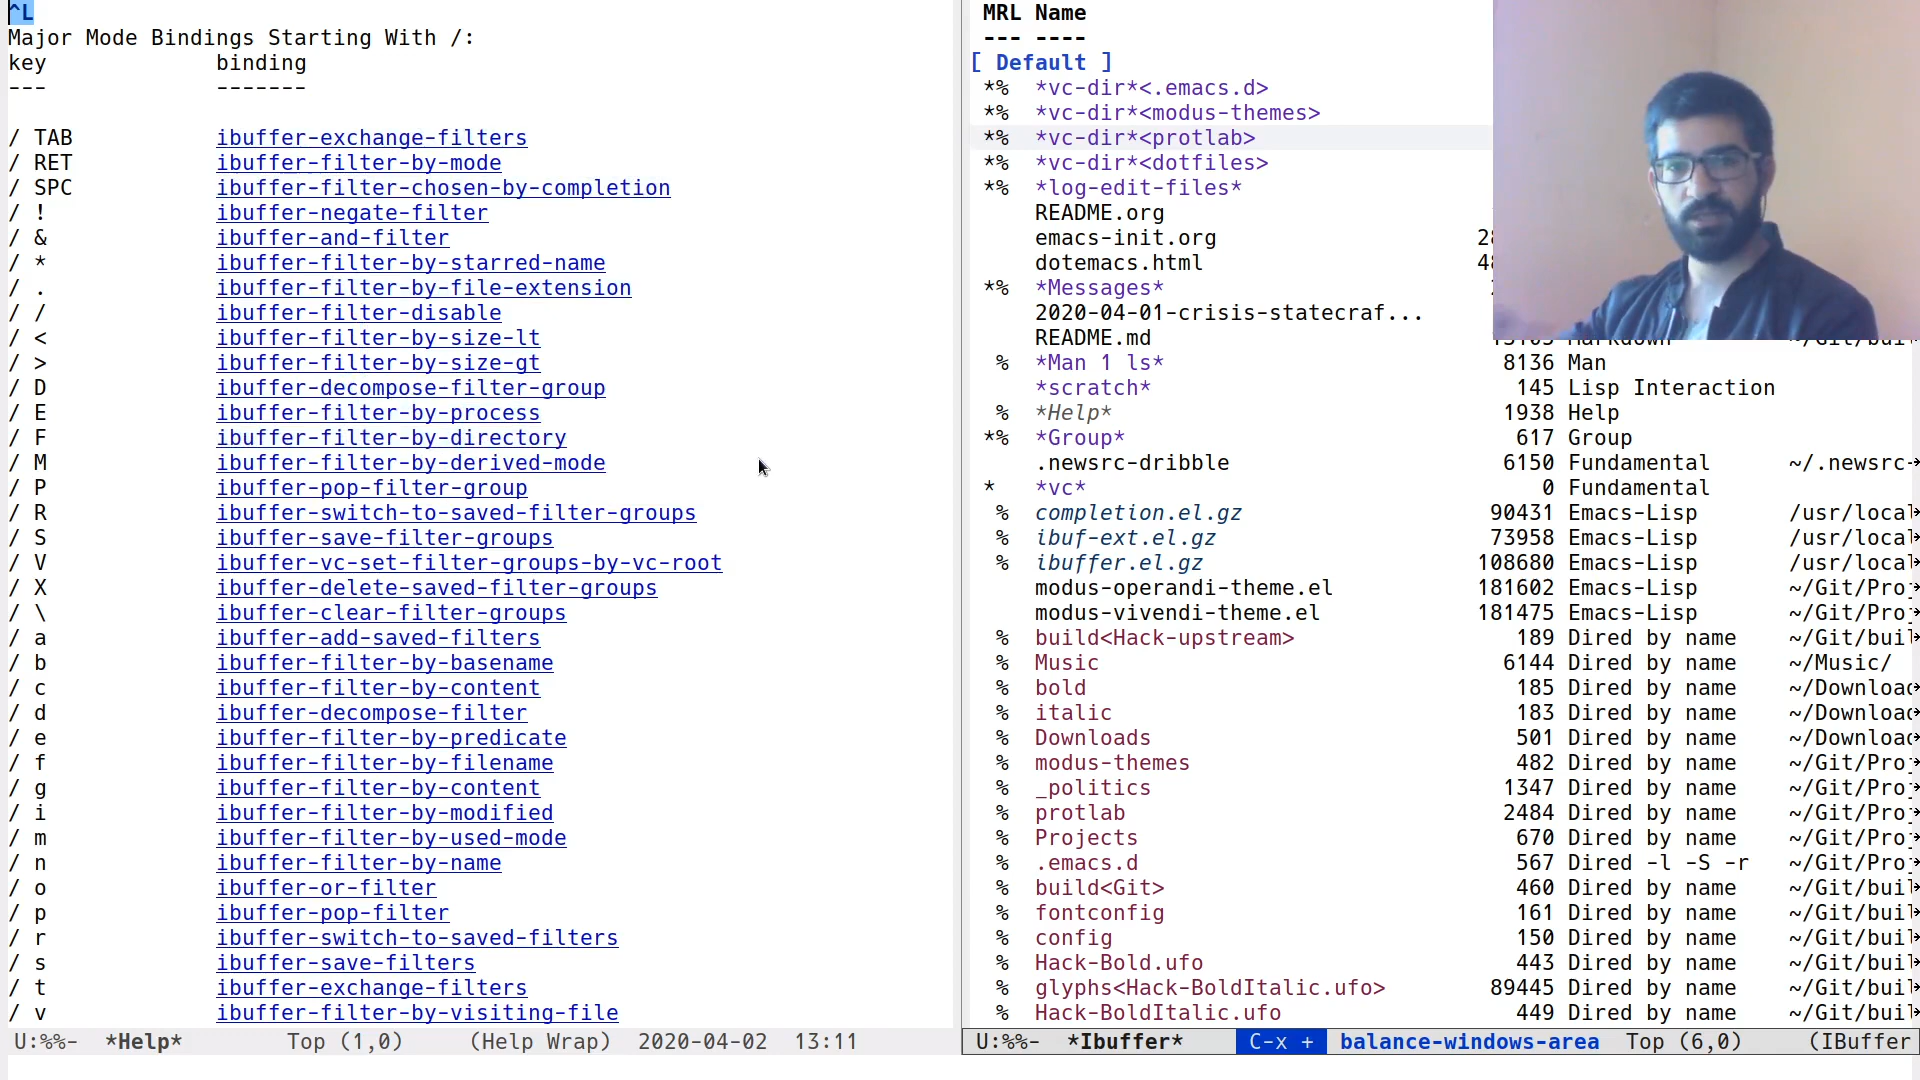 ^L
Major Mode Bindings Starting With /:
key binding
--- -------
/ TAB ibuffer-exchange-filters
/ RET ibuffer-filter-by-mode
/ SPC ibuffer-filter-chosen-by-completion
/ ! ibuffer-negate-filter
/ & ibuffer-and-filter
/ * ibuffer-filter-by-starred-name
/ . ibuffer-filter-by-file-extension
/ / ibuffer-filter-disable
/ < ibuffer-filter-by-size-lt
/ > ibuffer-filter-by-size-gt
/ D ibuffer-decompose-filter-group
/ E ibuffer-filter-by-process
/ F ibuffer-filter-by-directory
/ M ibuffer-filter-by-derived-mode
/ P ibuffer-pop-filter-group
/ R ibuffer-switch-to-saved-filter-groups
/ S ibuffer-save-filter-groups
/ V ibuffer-vc-set-filter-groups-by-vc-root
/ X ibuffer-delete-saved-filter-groups
/ \ ibuffer-clear-filter-groups
/ a ibuffer-add-saved-filters
/ b ibuffer-filter-by-basename
/ c ibuffer-filter-by-content
/ d ibuffer-decompose-filter
/ e ibuffer-filter-by-predicate
/ f ibuffer-filter-by-filename
/ g ibuffer-filter-by-content
/ i ibuffer-filter-by-modified
/ m ibuffer-filter-by-used-mode
/ n ibuffer-filter-by-name
/ o ibuffer-or-filter
/ p ibuffer-pop-filter
/ r ibuffer-switch-to-saved-filters
/ s ibuffer-save-filters
/ t ibuffer-exchange-filters
/ v ibuffer-filter-by-visiting-file
U:%%- *Help* Top (1,0) (Help Wrap) 2020-04-02 13:11
MRL Name
--- ----
[ Default ]
*% *vc-dir*<.emacs.d>
*% *vc-dir*<modus-themes>
*% *vc-dir*<protlab>
*% *vc-dir*<dotfiles>
*% *log-edit-files*
README.org
emacs-init.org
dotemacs.html
*% *Messages*
2020-04-01-crisis-statecraf...
README.md
% *Man 1 ls* 8136 Man
*scratch* 145 Lisp Interaction
% *Help* 1938 Help
*% *Group* 617 Group
.newsrc-dribble 6150 Fundamental ~/.newsrc-
* *vc* 0 Fundamental
% completion.el.gz 90431 Emacs-Lisp /usr/local
% ibuf-ext.el.gz 73958 Emacs-Lisp /usr/local
% ibuffer.el.gz 108680 Emacs-Lisp /usr/local
modus-operandi-theme.el 181602 Emacs-Lisp ~/Git/Proj
modus-vivendi-theme.el 181475 Emacs-Lisp ~/Git/Proj
% build<Hack-upstream> 189 Dired by name ~/Git/buil
% Music 6144 Dired by name ~/Music/
% bold 185 Dired by name ~/Downloa
% italic 183 Dired by name ~/Downloa
% Downloads 501 Dired by name ~/Downloa
% modus-themes 482 Dired by name ~/Git/Proj
% _politics 1347 Dired by name ~/Git/Proj
% protlab 2484 Dired by name ~/Git/Proj
% Projects 670 Dired by name ~/Git/Proj
% .emacs.d 567 Dired -l -S -r ~/Git/Proj
% build<Git> 460 Dired by name ~/Git/buil
% fontconfig 161 Dired by name ~/Git/buil
% config 150 Dired by name ~/Git/buil
% Hack-Bold.ufo 443 Dired by name ~/Git/buil
% glyphs<Hack-BoldItalic.ufo> 89445 Dired by name ~/Git/buil
% Hack-BoldItalic.ufo 449 Dired by name ~/Git/buil
U:%%- *Ibuffer* C-x + balance-windows-area Top (6,0) (IBuffer